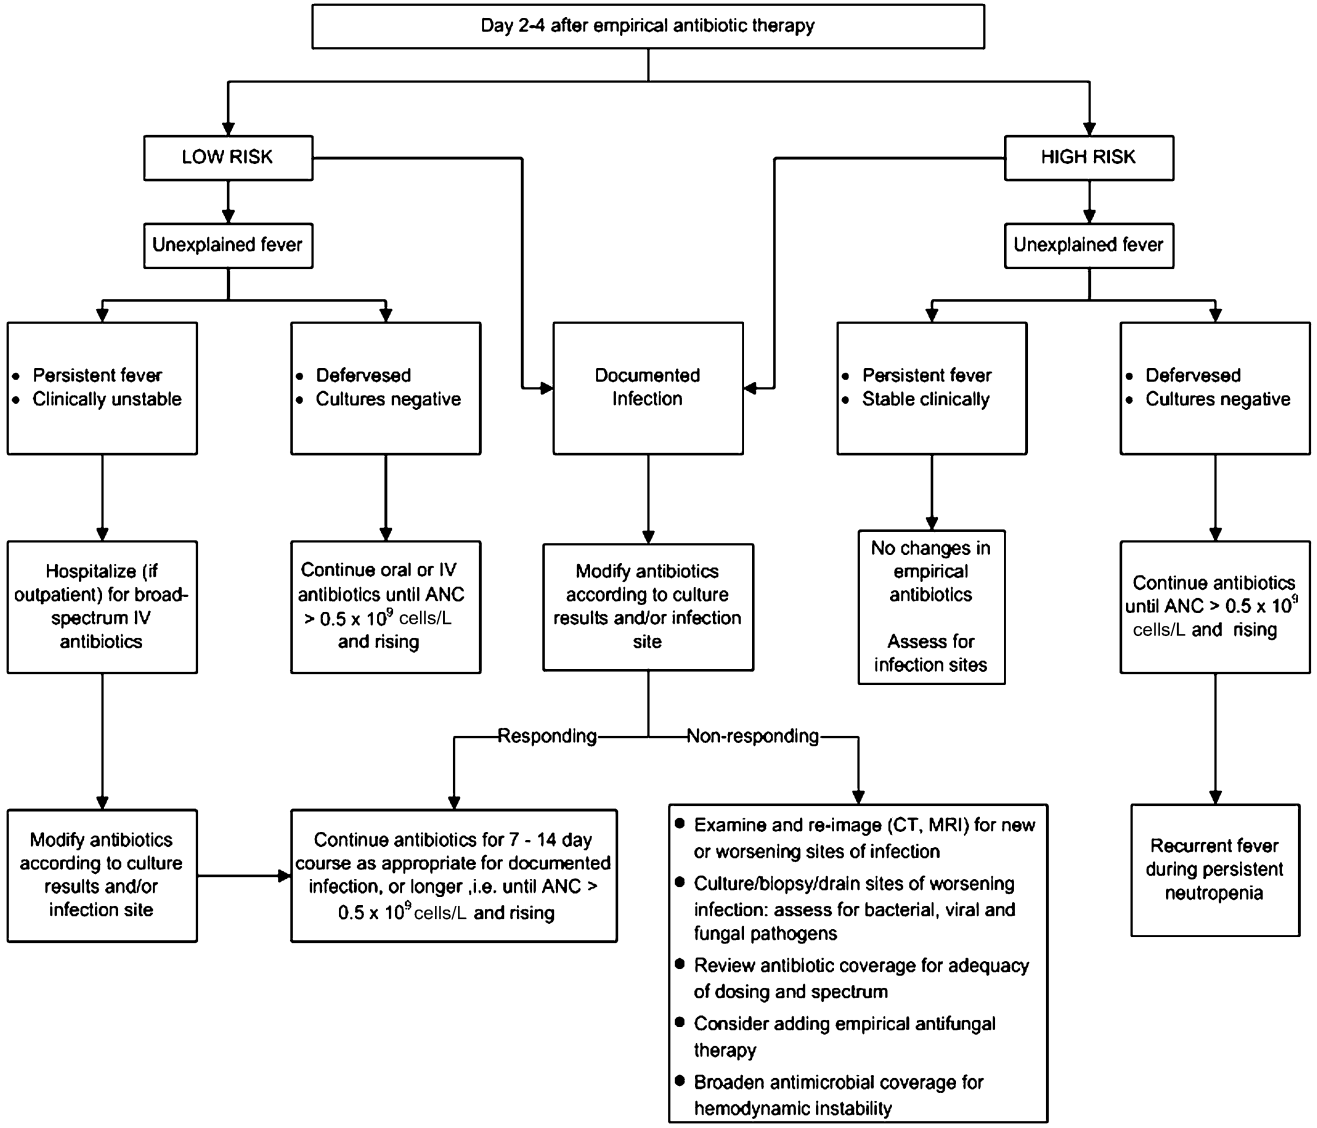 Day 2-4 after empirical antibiotic therapy
LOW RISK
HIGH RISK
Unexplained fever
Unexplained fever
• Persistent fever
• Clinically unstable
• Defervesed
• Cultures negative
Documented
Infection
• Persistent fever
• Stable clinically
• Defervesed
• Cultures negative
Hospitalize (if
outpatient) for broad-
spectrum IV
antibiotics
Continue oral or IV
antibiotics until ANC
> 0.5 x 10⁹ cells/L
and rising
Modify antibiotics
according to culture
results and/or infection
site
No changes in
empirical
antibiotics
Assess for
infection sites
Continue antibiotics
until ANC > 0.5 x 10⁹
cells/L and rising
Responding
Non-responding
Modify antibiotics
according to culture
results and/or
infection site
Continue antibiotics for 7 - 14 day
course as appropriate for documented
infection, or longer ,i.e. until ANC >
0.5 x 10⁹ cells/L and rising
• Examine and re-image (CT, MRI) for new
or worsening sites of infection
• Culture/biopsy/drain sites of worsening
infection: assess for bacterial, viral and
fungal pathogens
• Review antibiotic coverage for adequacy
of dosing and spectrum
• Consider adding empirical antifungal
therapy
• Broaden antimicrobial coverage for
hemodynamic instability
Recurrent fever
during persistent
neutropenia